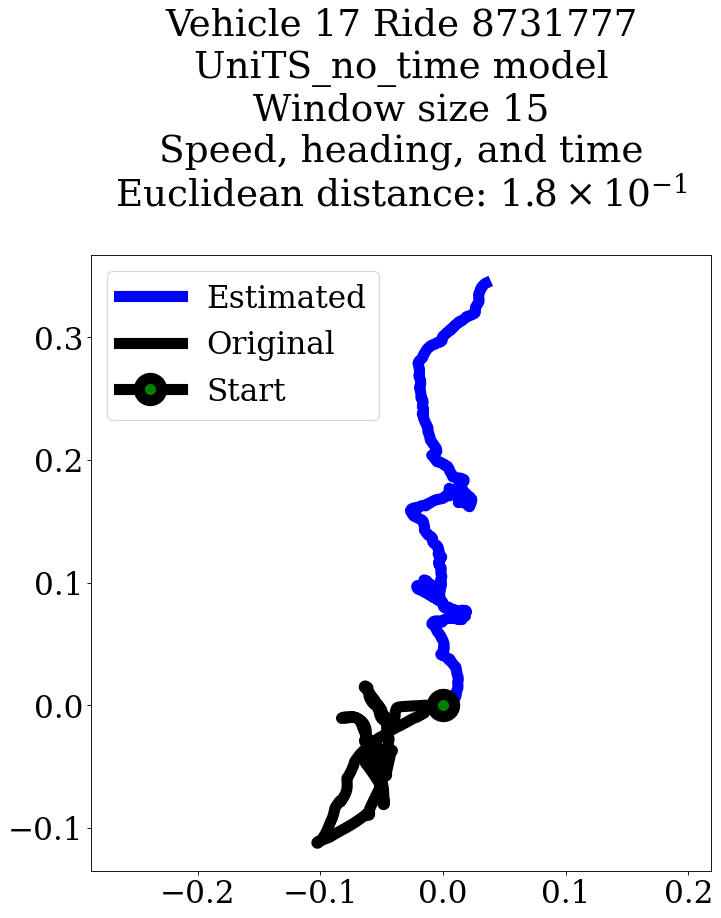 Vehicle 17 Ride 8731777
UniTS_no_time model
Window size 15
Speed, heading, and time
Euclidean distance: 1.8 × 10⁻¹
Estimated
Original
Start
0.3
0.2
0.1
0.0
−0.1
−0.2 −0.1 0.0 0.1 0.2